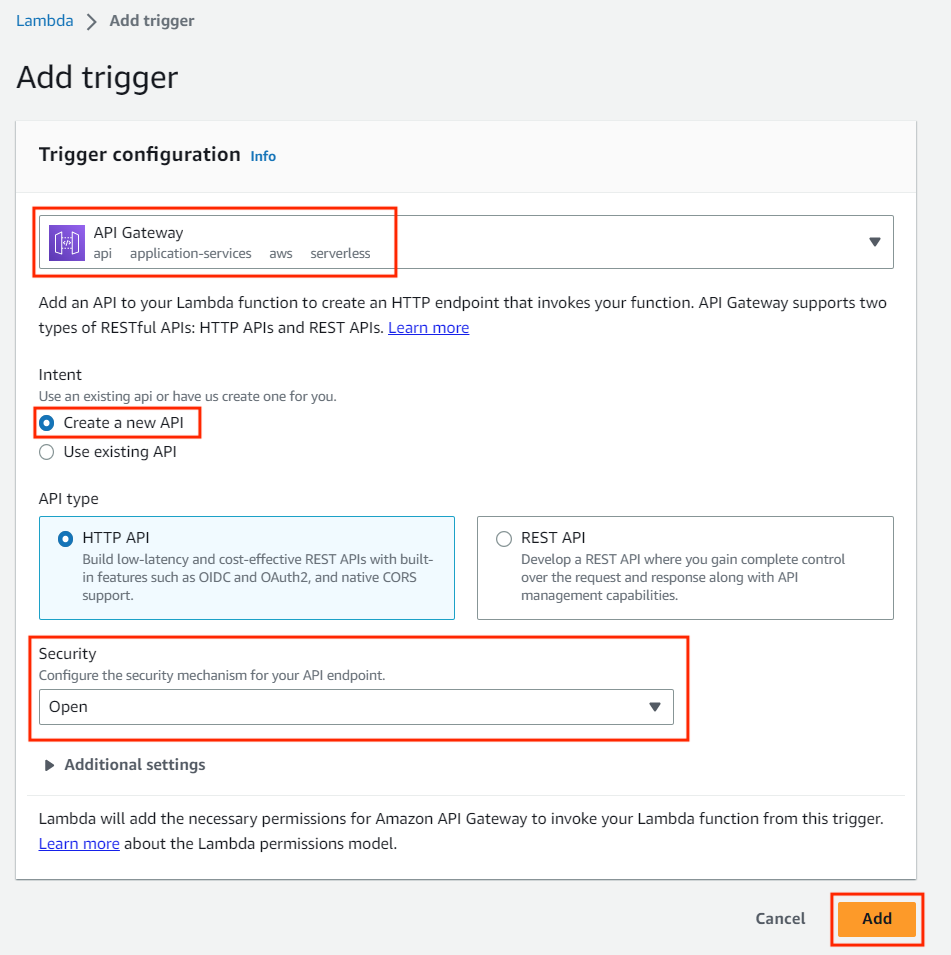 Lambda > Add trigger
Add trigger
Trigger configuration Info
API Gateway
api application-services aws serverless
Add an API to your Lambda function to create an HTTP endpoint that invokes your function. API Gateway supports two
types of RESTful APIs: HTTP APIs and REST APIs. Learn more
Intent
Use an existing api or have us create one for you.
Create a new API
Use existing API
API type
HTTP API
Build low-latency and cost-effective REST APIs with built-
in features such as OIDC and OAuth2, and native CORS
support.
REST API
Develop a REST API where you gain complete control
over the request and response along with API
management capabilities.
Security
Configure the security mechanism for your API endpoint.
Open
Additional settings
Lambda will add the necessary permissions for Amazon API Gateway to invoke your Lambda function from this trigger.
Learn more about the Lambda permissions model.
Cancel Add